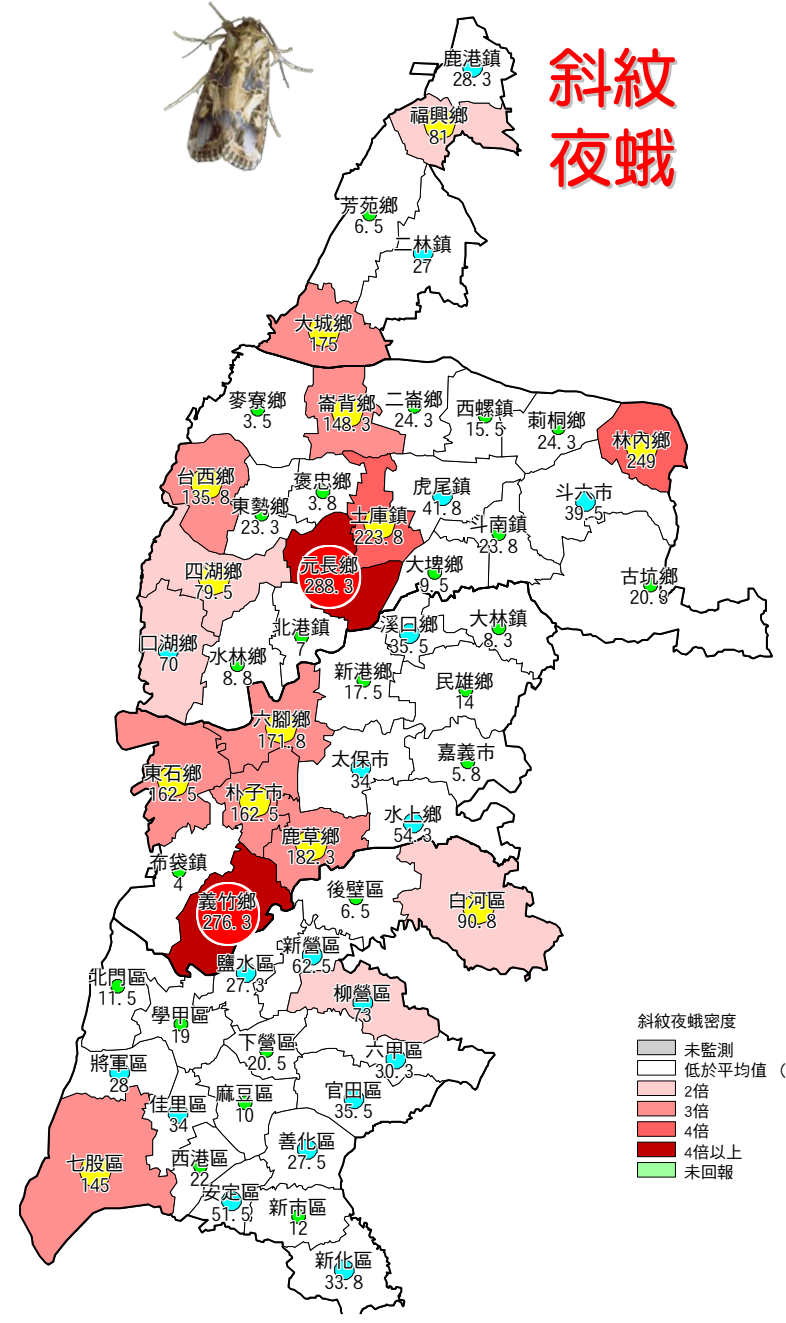 斜紋
夜蛾
鹿港鎮
28.3
福興鄉
81
芳苑鄉
6.5
二林鎮
27
大城鄉
175
麥寮鄉
3.5
崙背鄉
148.3
二崙鄉
24.3
西螺鎮
15.5
莿桐鄉
24.3
林內鄉
249
台西鄉
135.8
東勢鄉
23.3
褒忠鄉
3.8
土庫鎮
223.8
虎尾鎮
41.8
斗南鎮
23.8
斗六市
39.5
古坑鄉
20.3
四湖鄉
79.5
元長鄉
288.3
大埤鄉
9.5
口湖鄉
70
水林鄉
8.8
北港鎮
7
溪口鄉
35.5
大林鎮
8.3
新港鄉
17.5
民雄鄉
14
六腳鄉
171.8
太保市
34
嘉義市
5.8
東石鄉
162.5
朴子市
162.5
鹿草鄉
182.3
水上鄉
54.3
布袋鎮
4
義竹鄉
276.3
後壁區
6.5
白河區
90.8
新營區
62.5
鹽水區
27.3
北門區
11.5
柳營區
73
學甲區
19
下營區
20.5
六甲區
30.3
將軍區
28
佳里區
34
麻豆區
10
官田區
35.5
七股區
145
西港區
22
善化區
27.5
安定區
51.5
新市區
12
新化區
33.8
斜紋夜蛾密度
未監測
低於平均值（
2倍
3倍
4倍
4倍以上
未回報